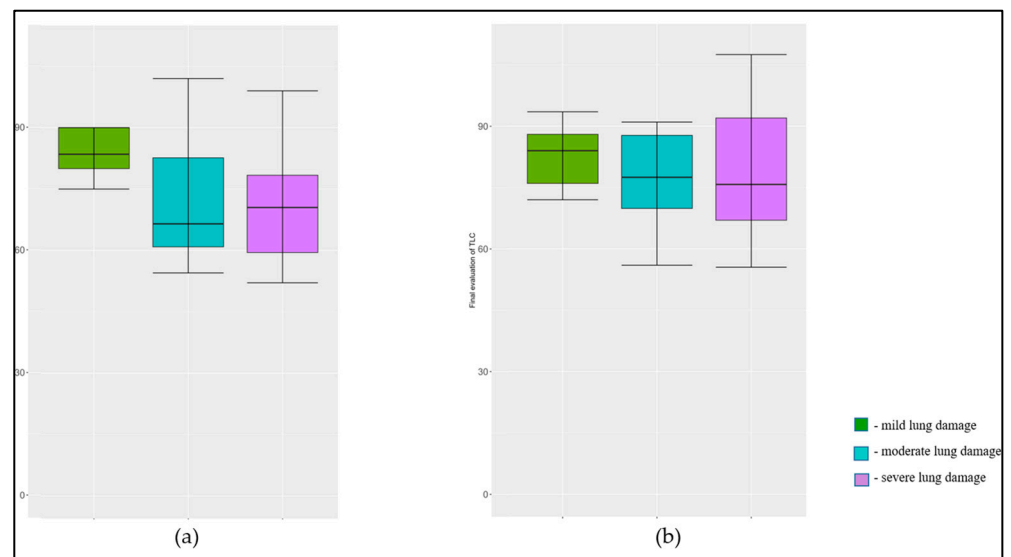 90-
60-
30-
0-
(a)
Final evaluation of TLC
90-
60-
30-
0-
(b)
- mild lung damage
- moderate lung damage
- severe lung damage